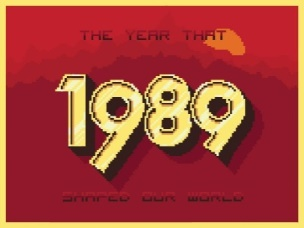 THE YEAR THAT
1989
SHAPED OUR WORLD